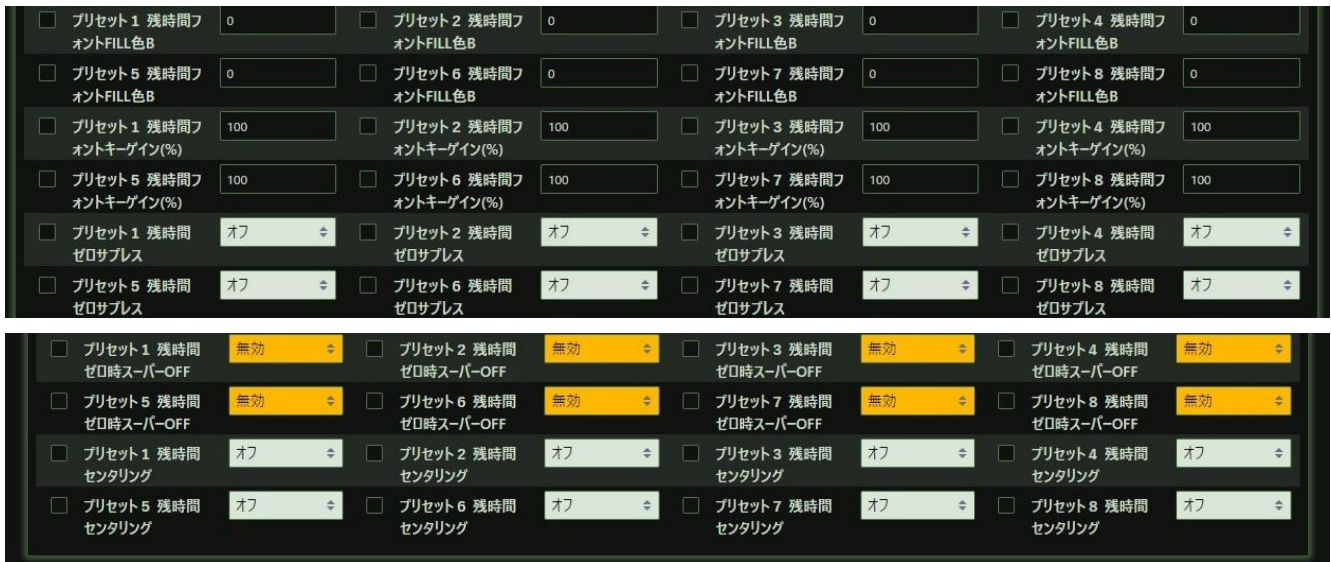 プリセット1 残時間フ 0 プリセット2 残時間フ 0 プリセット3 残時間フ 0 プリセット4 残時間フ 0
ォントFILL色B ォントFILL色B ォントFILL色B ォントFILL色B
プリセット5 残時間フ 0 プリセット6 残時間フ 0 プリセット7 残時間フ 0 プリセット8 残時間フ 0
ォントFILL色B ォントFILL色B ォントFILL色B ォントFILL色B
プリセット1 残時間フ 100 プリセット2 残時間フ 100 プリセット3 残時間フ 100 プリセット4 残時間フ 100
ォントキーゲイン(%) ォントキーゲイン(%) ォントキーゲイン(%) ォントキーゲイン(%)
プリセット5 残時間フ 100 プリセット6 残時間フ 100 プリセット7 残時間フ 100 プリセット8 残時間フ 100
ォントキーゲイン(%) ォントキーゲイン(%) ォントキーゲイン(%) ォントキーゲイン(%)
プリセット1 残時間 オフ プリセット2 残時間 オフ プリセット3 残時間 オフ プリセット4 残時間 オフ
ゼロサプレス ゼロサプレス ゼロサプレス ゼロサプレス
プリセット5 残時間 オフ プリセット6 残時間 オフ プリセット7 残時間 オフ プリセット8 残時間 オフ
ゼロサプレス ゼロサプレス ゼロサプレス ゼロサプレス
プリセット1 残時間 無効 プリセット2 残時間 無効 プリセット3 残時間 無効 プリセット4 残時間 無効
ゼロ時スーパーOFF ゼロ時スーパーOFF ゼロ時スーパーOFF ゼロ時スーパーOFF
プリセット5 残時間 無効 プリセット6 残時間 無効 プリセット7 残時間 無効 プリセット8 残時間 無効
ゼロ時スーパーOFF ゼロ時スーパーOFF ゼロ時スーパーOFF ゼロ時スーパーOFF
プリセット1 残時間 オフ プリセット2 残時間 オフ プリセット3 残時間 オフ プリセット4 残時間 オフ
センタリング センタリング センタリング センタリング
プリセット5 残時間 オフ プリセット6 残時間 オフ プリセット7 残時間 オフ プリセット8 残時間 オフ
センタリング センタリング センタリング センタリング